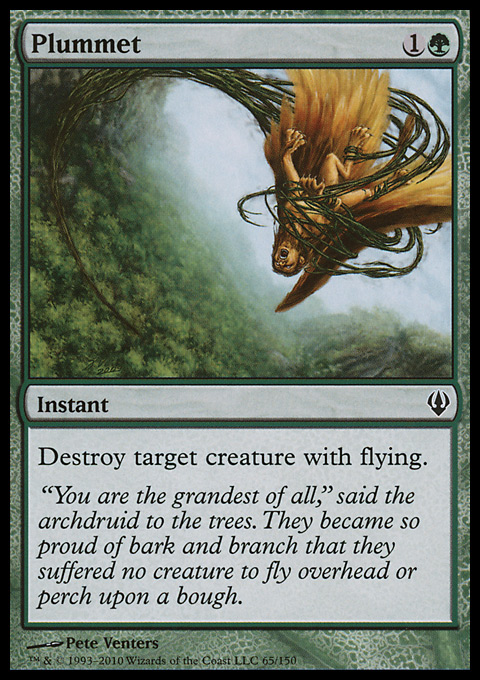 Plummet 1
Instant
Destroy target creature with flying.
“You are the grandest of all,” said the
archdruid to the trees. They became so
proud of bark and branch that they
suffered no creature to fly overhead or
perch upon a bough.
Pete Venters
™ & © 1993–2010 Wizards of the Coast LLC 65/150